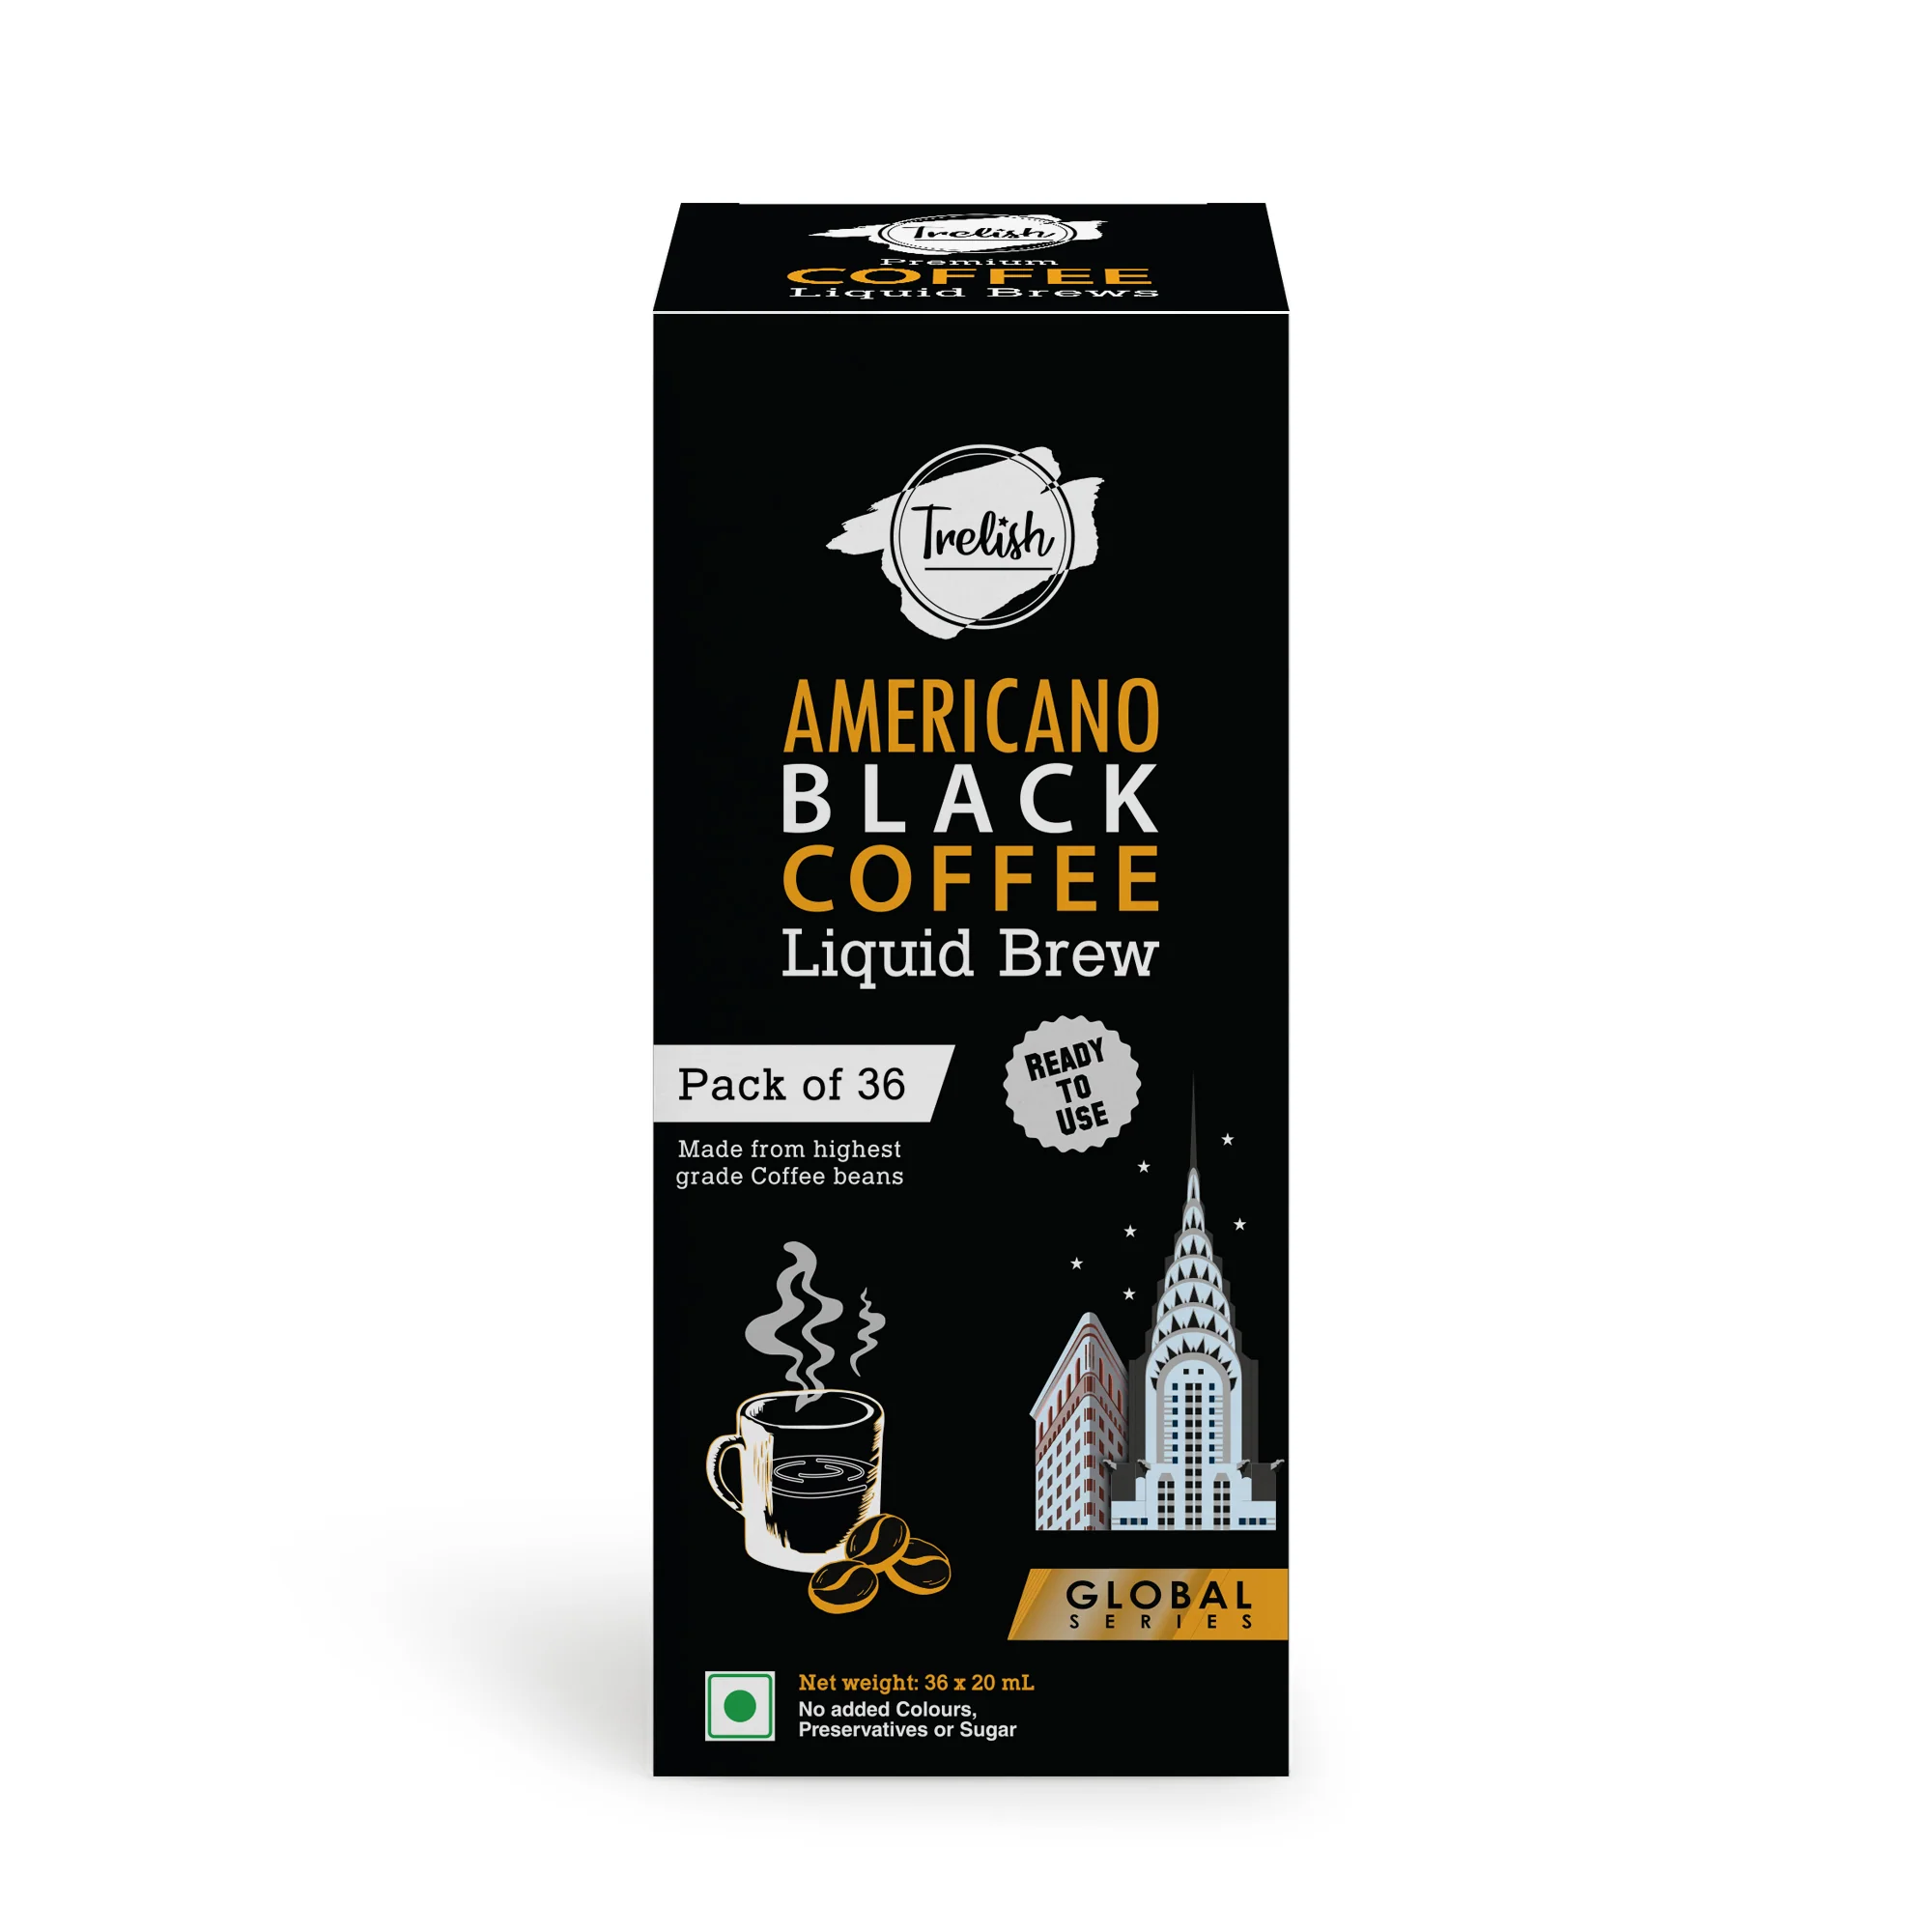 Trelish
Premium
COFFEE
Liquid Brews
Trelish
AMERICANO
BLACK
COFFEE
Liquid Brew
Pack of 36
READY
TO
USE
Made from highest
grade Coffee beans
GLOBAL
SERIES
Net weight: 36 x 20 mL
No added Colours,
Preservatives or Sugar